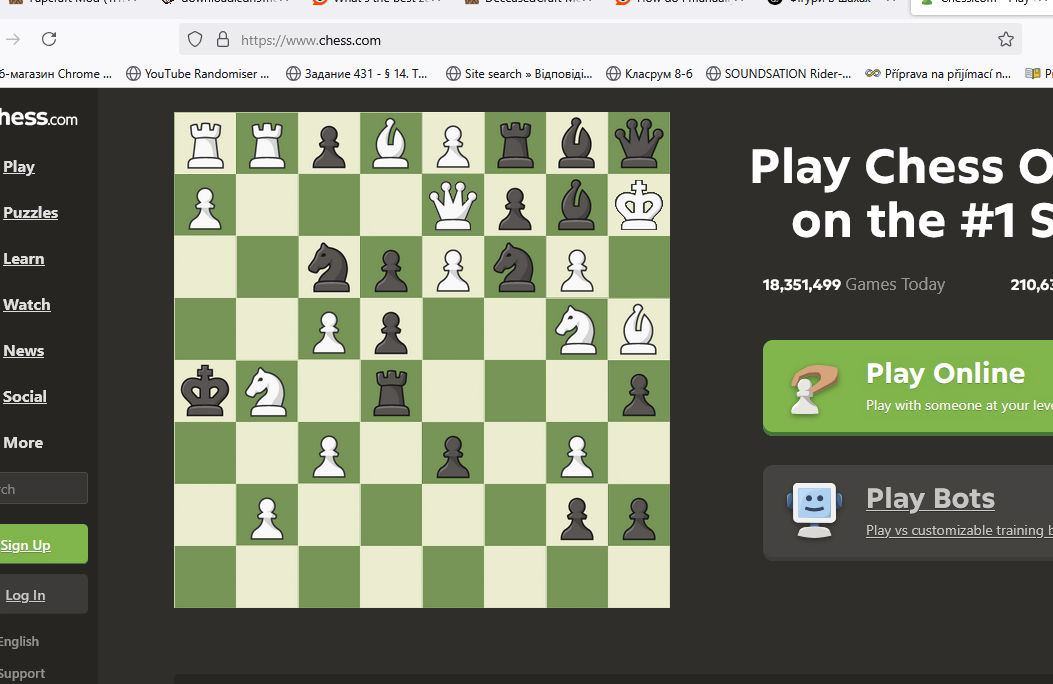 https://www.chess.com
б-магазин Chrome ...
YouTube Randomiser ...
Задание 431 - § 14. Т...
Site search » Відповіді...
Класрум 8-6
SOUNDSATION Rider-...
Příprava na přijímací n...
hess.com
Play
Puzzles
Learn
Watch
News
Social
More
rch
Sign Up
Log In
English
Support
Play Chess O
on the #1 S
18,351,499 Games Today
210,63
Play Online
Play with someone at your leve
Play Bots
Play vs customizable training b